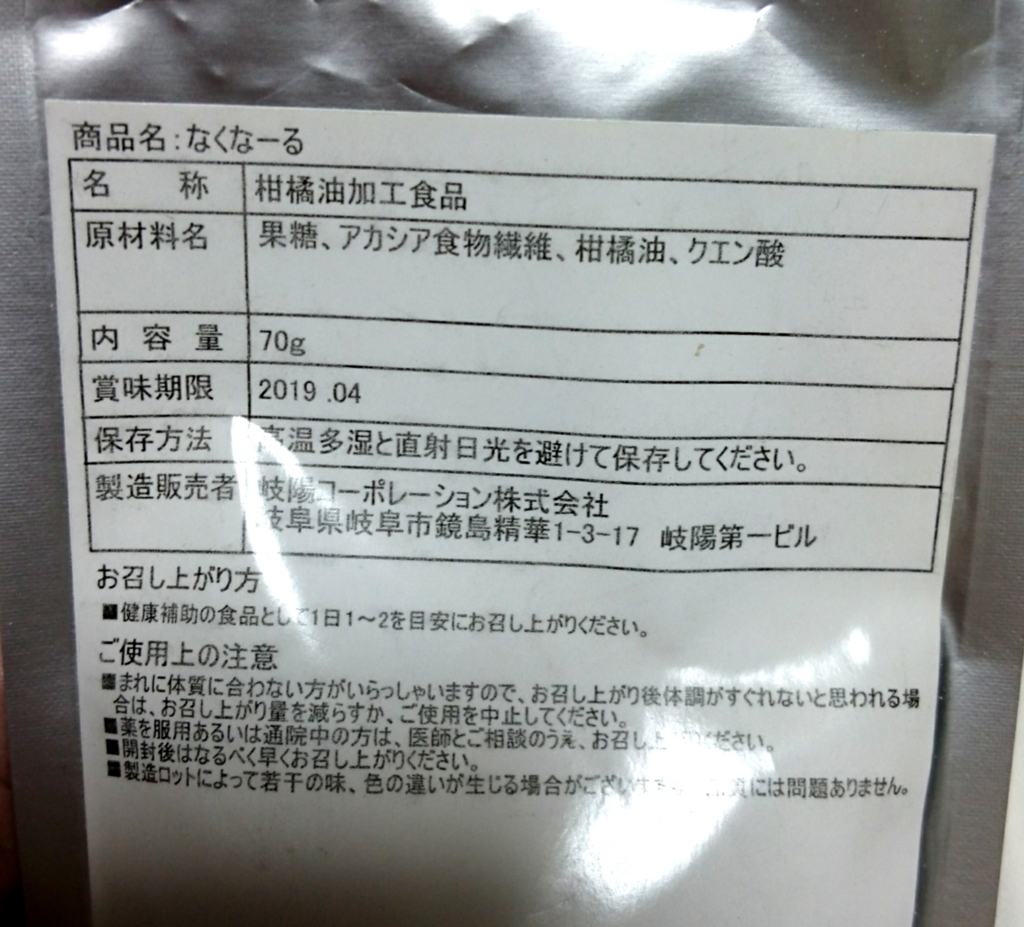 商品名:なくなーる
名 称 柑橘油加工食品
原材料名 果糖、アカシア食物繊維、柑橘油、クエン酸
内 容 量 70g
賞味期限 2019 .04
保存方法 高温多湿と直射日光を避けて保存してください。
製造販売者 岐陽コーポレーション株式会社
岐阜県岐阜市鏡島精華1-3-17 岐陽第一ビル
お召し上がり方
■健康補助の食品として1日1~2を目安にお召し上がりください。
ご使用上の注意
■まれに体質に合わない方がいらっしゃいますので、お召し上がり後体調がすぐれないと思われる場
合は、お召し上がり量を減らすか、ご使用を中止してください。
■薬を服用あるいは通院中の方は、医師とご相談のうえ、お召し上がりください。
■開封後はなるべく早くお召し上がりください。
■製造ロットによって若干の味、色の違いが生じる場合がございます には問題ありません。